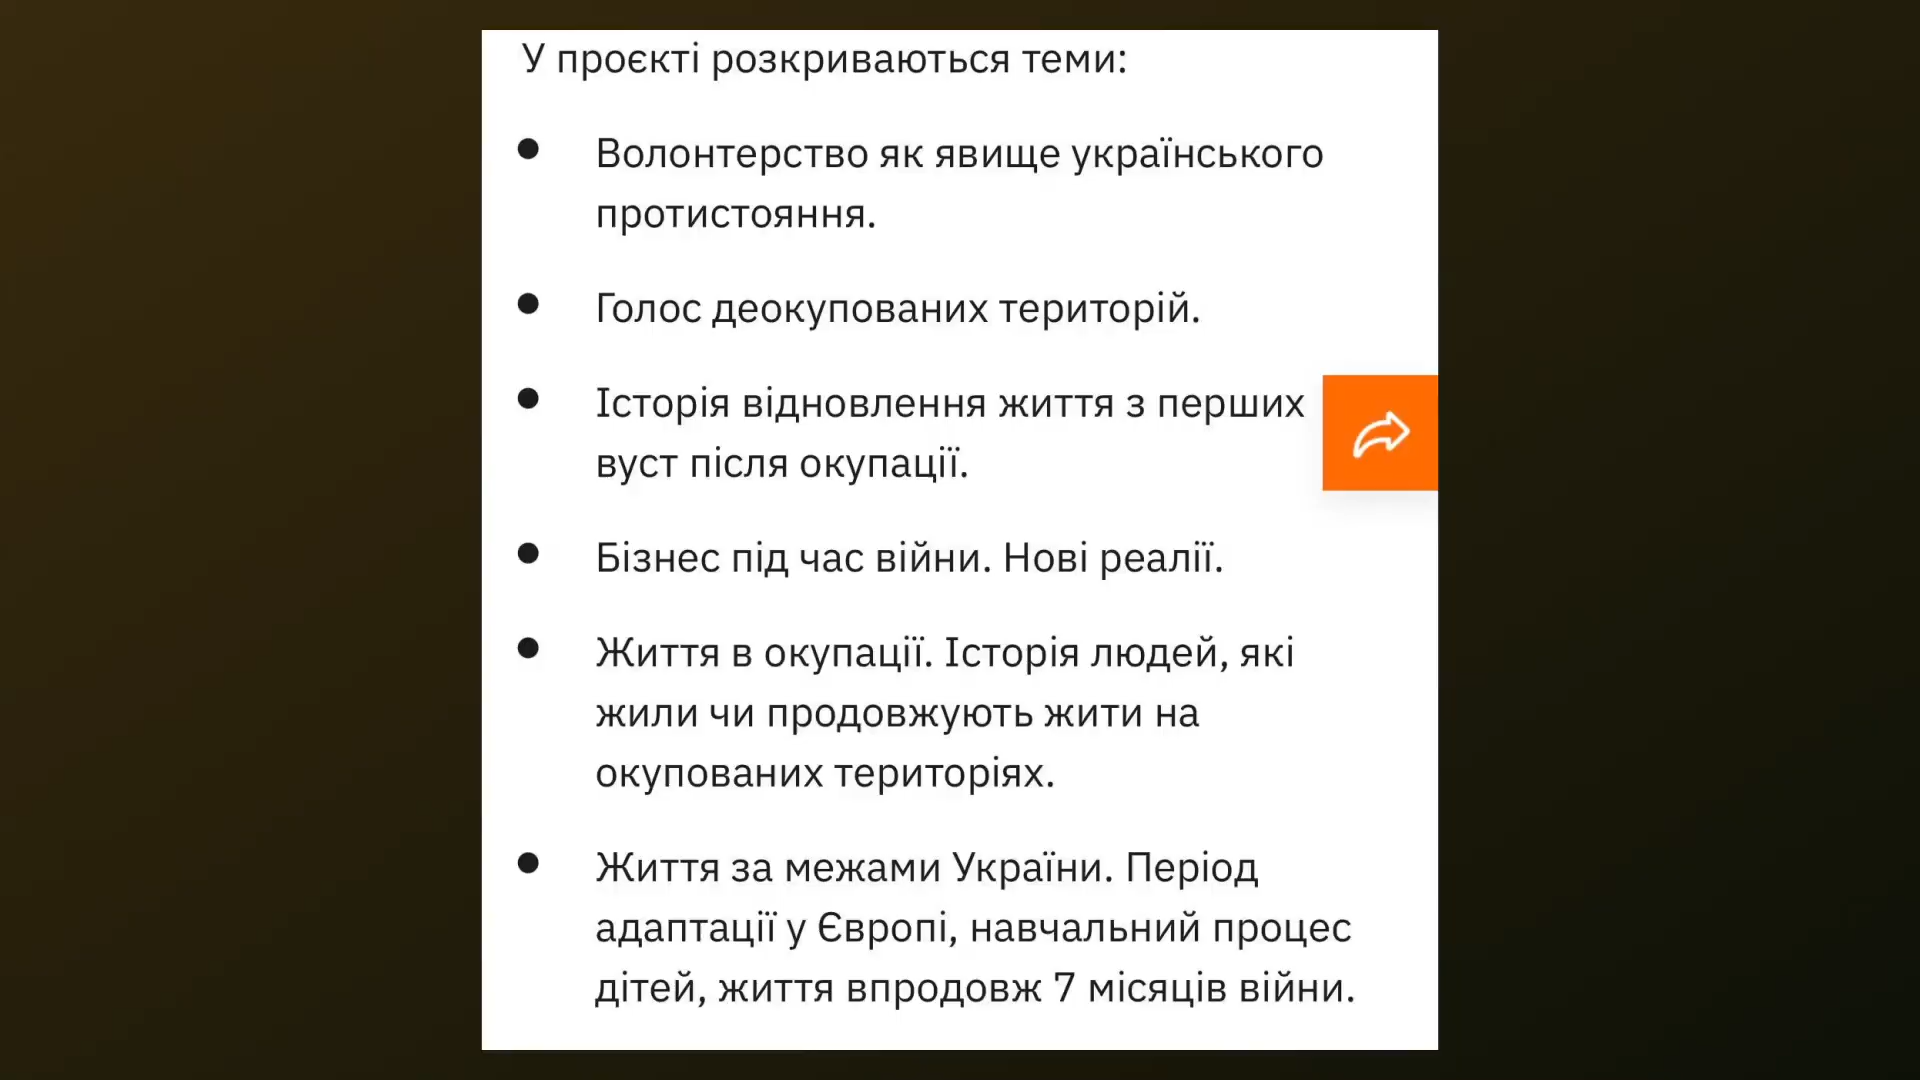 У проєкті розкриваються теми:
● Волонтерство як явище українського
протистояння.
● Голос деокупованих територій.
● Історія відновлення життя з перших
вуст після окупації.
● Бізнес під час війни. Нові реалії.
● Життя в окупації. Історія людей, які
жили чи продовжують жити на
окупованих територіях.
● Життя за межами України. Період
адаптації у Європі, навчальний процес
дітей, життя впродовж 7 місяців війни.